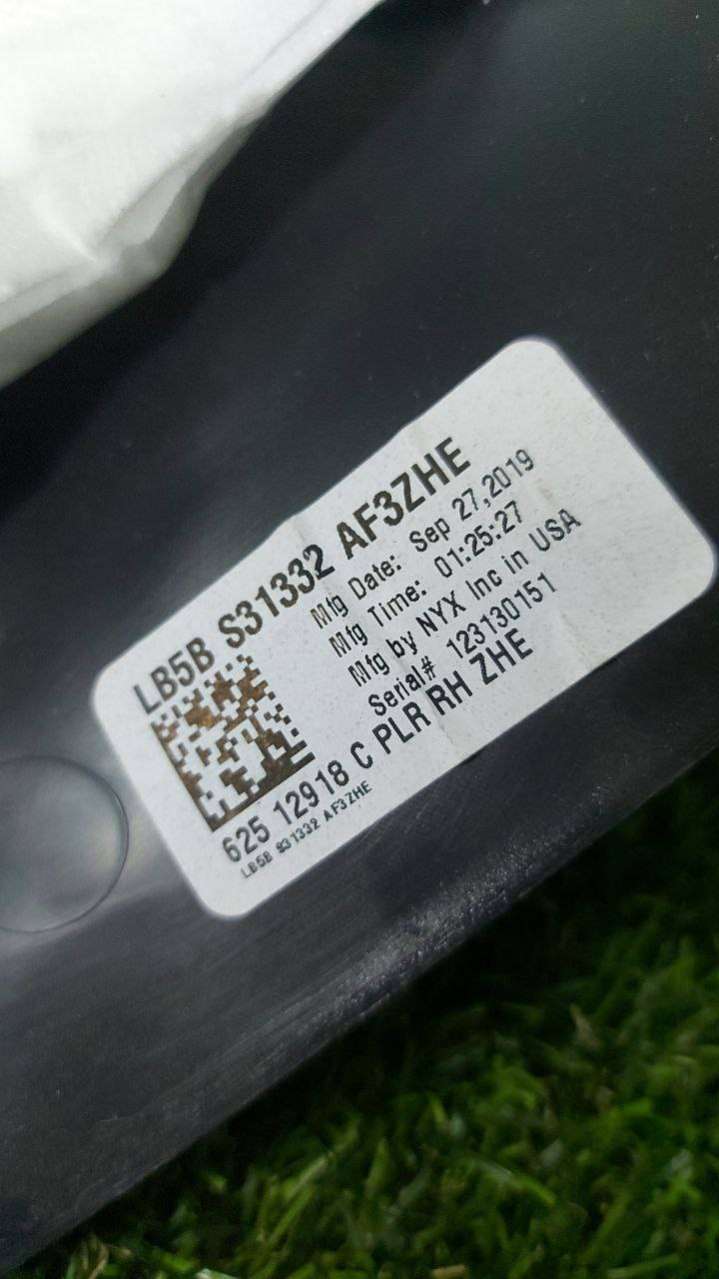 LB5B S31332 AF3ZHE
Mfg Date: Sep 27,2019
Mfg Time: 01:25:27
Mfg by NYX Inc in USA
Serial# 123130151
625 12918 C PLR RH ZHE
LB5B S31332 AF3ZHE